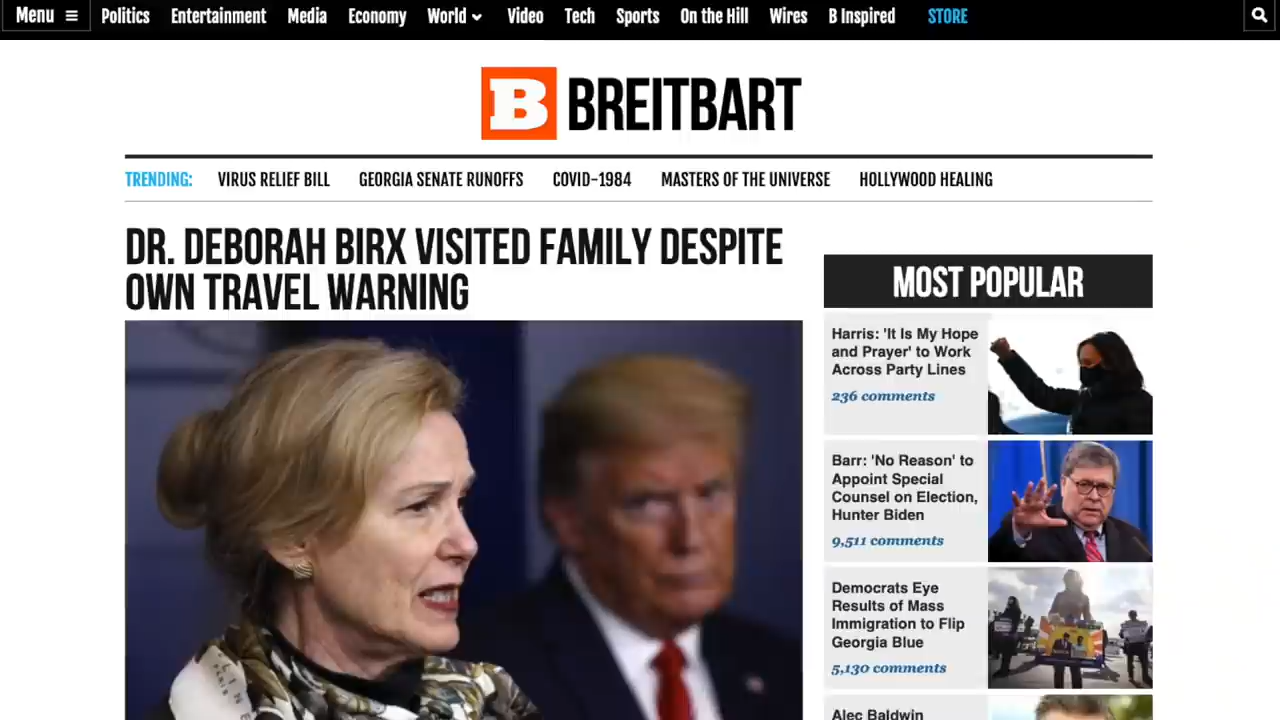 Menu Politics Entertainment Media Economy World Video Tech Sports On the Hill Wires B Inspired STORE
B BREITBART
TRENDING: VIRUS RELIEF BILL GEORGIA SENATE RUNOFFS COVID-1984 MASTERS OF THE UNIVERSE HOLLYWOOD HEALING
DR. DEBORAH BIRX VISITED FAMILY DESPITE
OWN TRAVEL WARNING
MOST POPULAR
Harris: 'It Is My Hope
and Prayer' to Work
Across Party Lines
236 comments
Barr: 'No Reason' to
Appoint Special
Counsel on Election,
Hunter Biden
9,511 comments
Democrats Eye
Results of Mass
Immigration to Flip
Georgia Blue
5,130 comments
Alec Baldwin